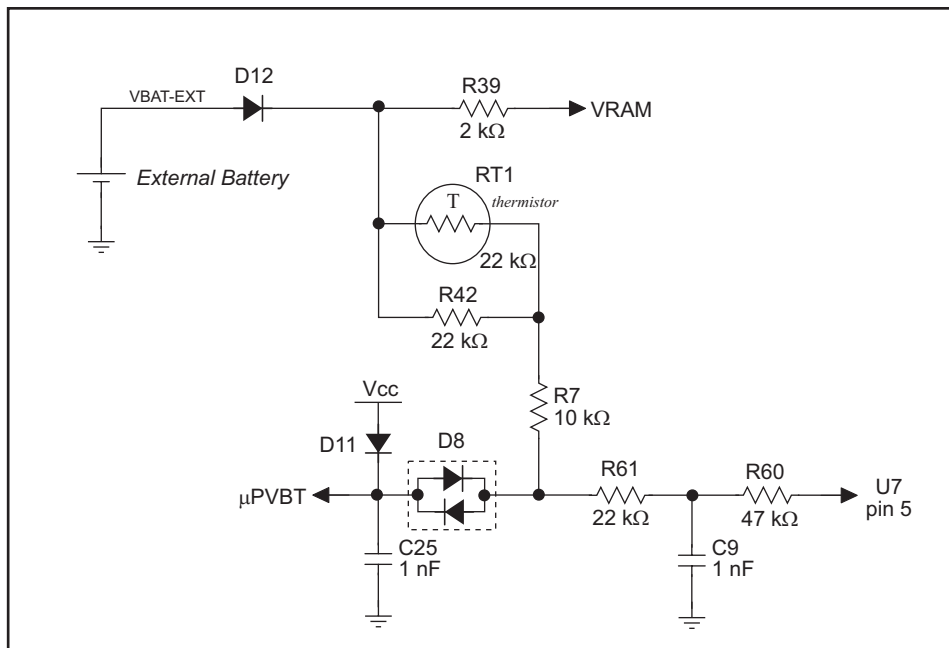 D12
VBAT-EXT
R39
2 kΩ
VRAM
External Battery
RT1
T
thermistor
22 kΩ
R42
22 kΩ
R7
10 kΩ
Vcc
D11
D8
μPVBT
R61
22 kΩ
R60
47 kΩ
U7
pin 5
C25
1 nF
C9
1 nF